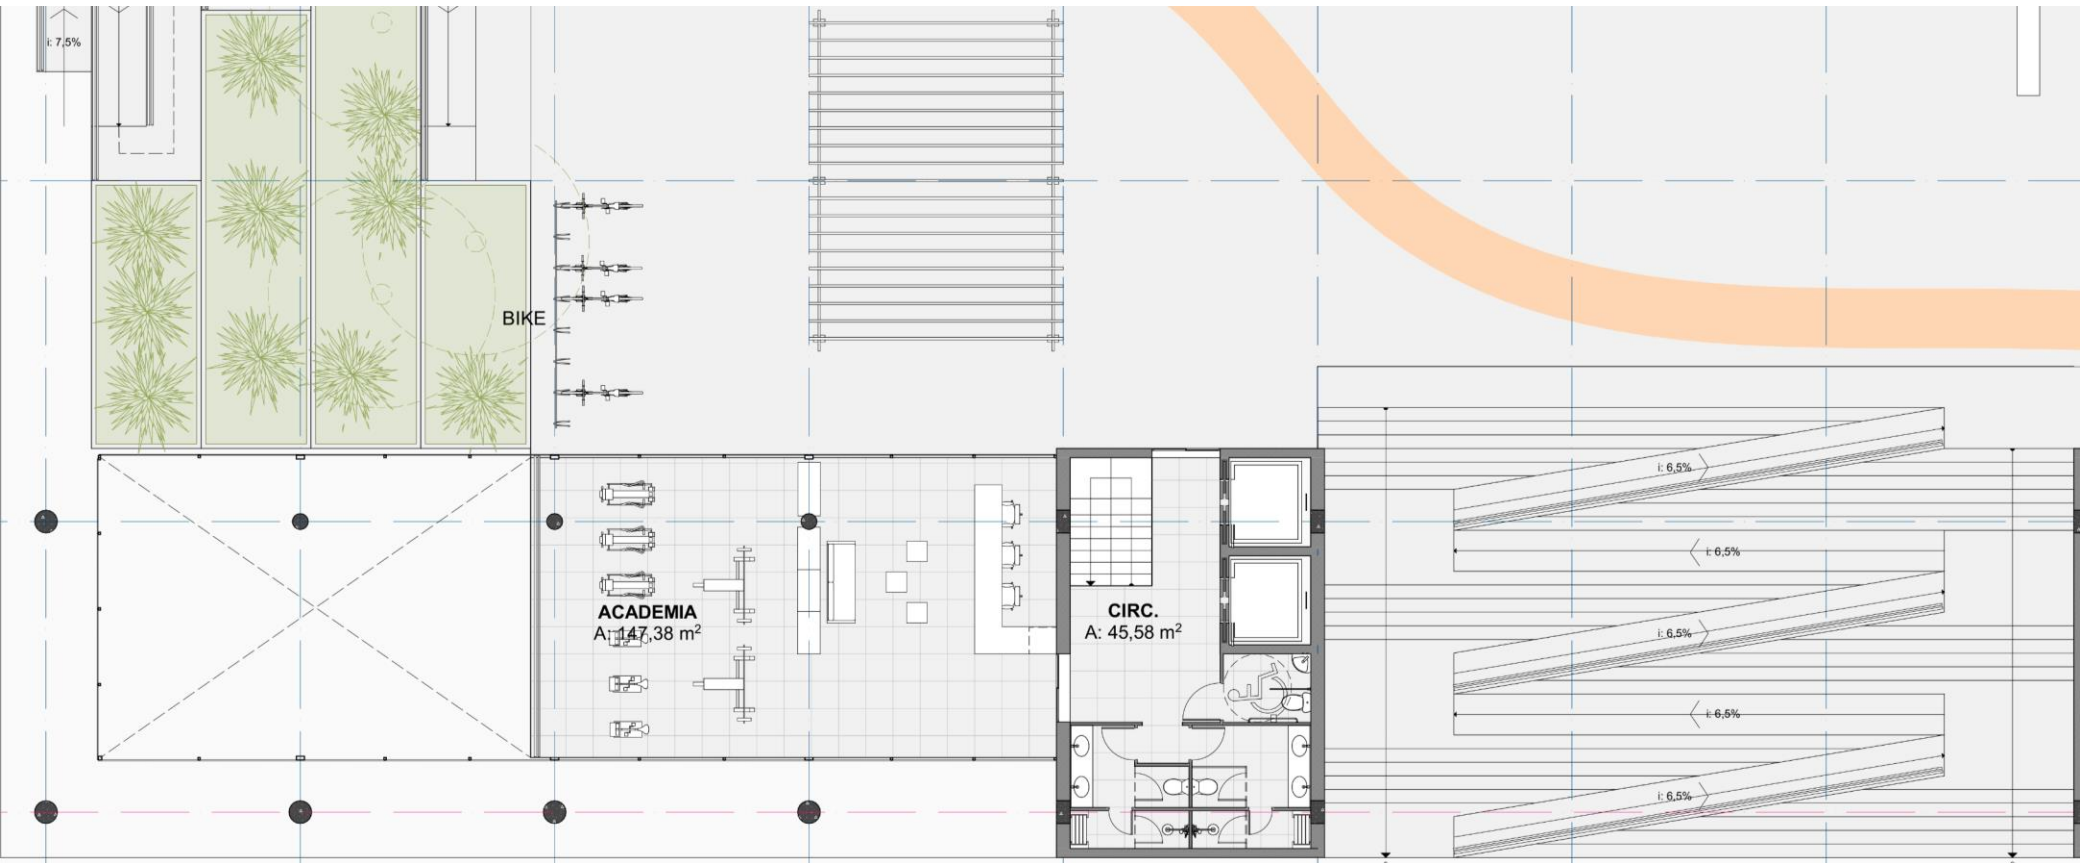 i: 7,5%
BIKE
i: 6,5%
i: 6,5%
ACADEMIA
A: 147,38 m²
CIRC.
A: 45,58 m²
i: 6,5%
i: 6,5%
i: 6,5%